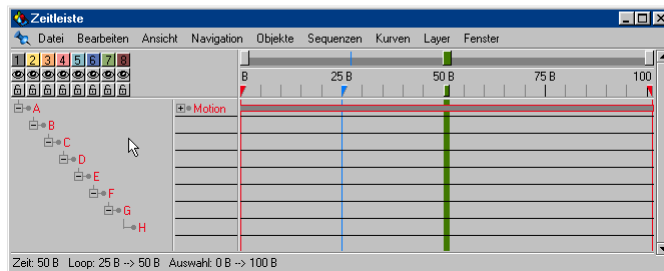 Zeitleiste
Datei Bearbeiten Ansicht Navigation Objekte Sequenzen Kurven Layer Fenster
1 2 3 4 5 6 7 8
B 25 B 50 B 75 B 100
A Motion
B
C
D
E
F
G
H
Zeit: 50 B Loop: 25 B --> 50 B Auswahl: 0 B --> 100 B